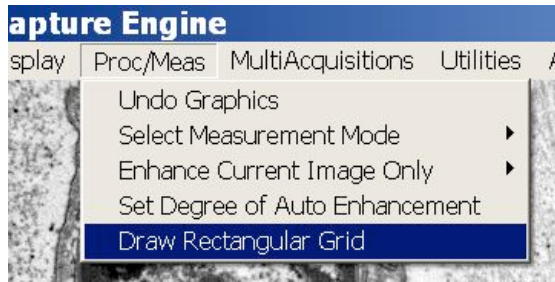 apture Engine
splay Proc/Meas MultiAcquisitions Utilities
Undo Graphics
Select Measurement Mode
Enhance Current Image Only
Set Degree of Auto Enhancement
Draw Rectangular Grid